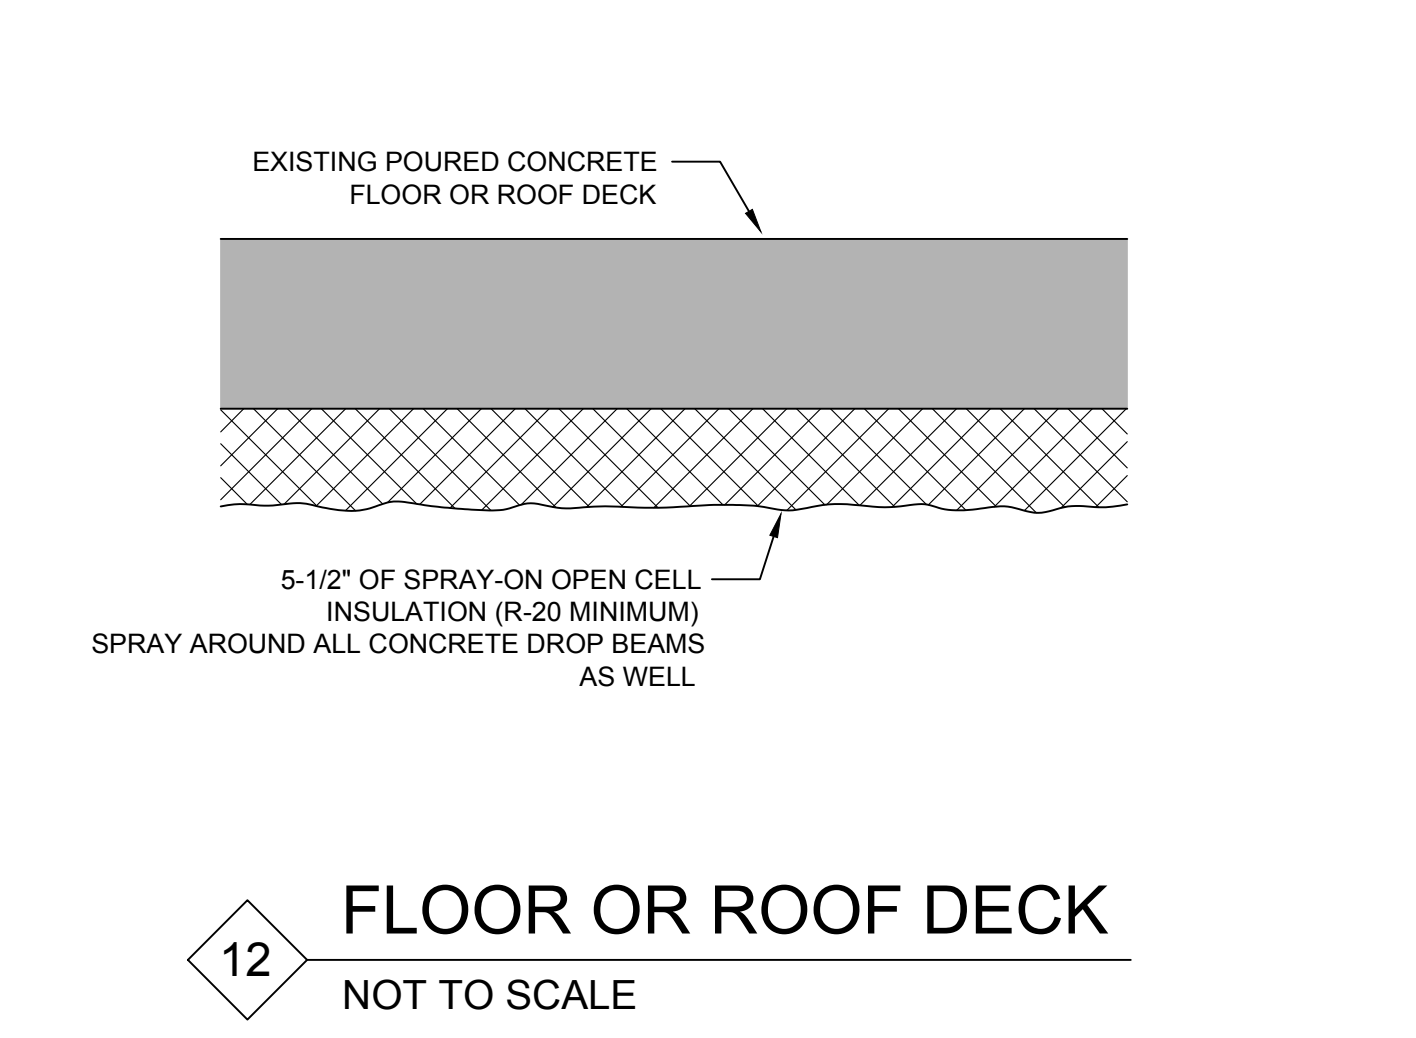 EXISTING POURED CONCRETE
FLOOR OR ROOF DECK
5-1/2" OF SPRAY-ON OPEN CELL
INSULATION (R-20 MINIMUM)
SPRAY AROUND ALL CONCRETE DROP BEAMS
AS WELL
12
FLOOR OR ROOF DECK
NOT TO SCALE